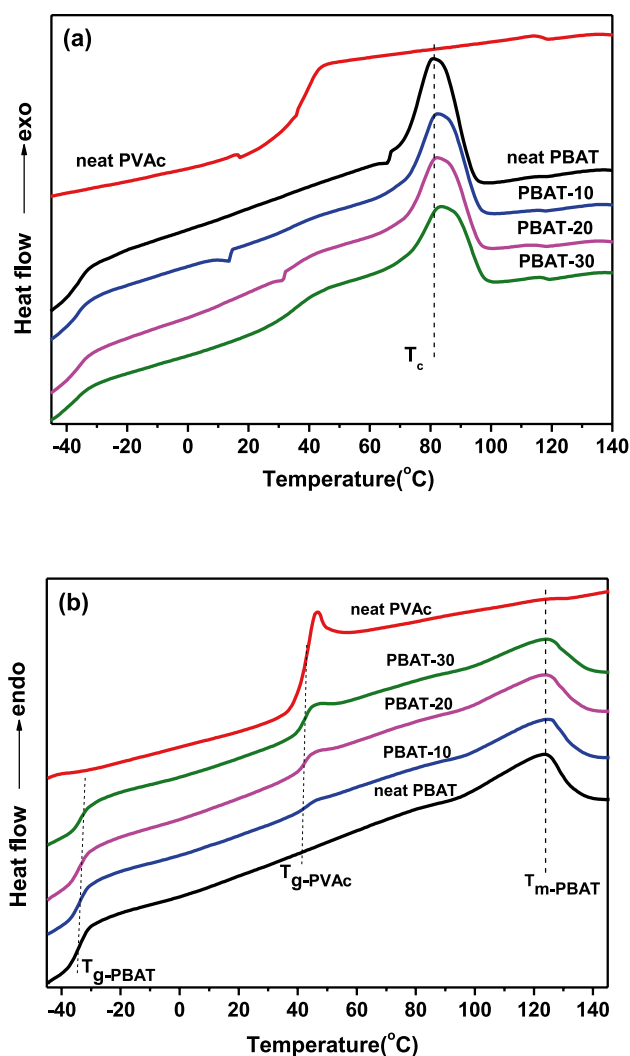 (a)
neat PVAc
neat PBAT
PBAT-10
PBAT-20
PBAT-30
Tc
Heat flow → exo
-40 -20 0 20 40 60 80 100 120 140
Temperature(°C)
(b)
neat PVAc
PBAT-30
PBAT-20
PBAT-10
neat PBAT
Tg-PVAc
Tm-PBAT
Tg-PBAT
Heat flow → endo
-40 -20 0 20 40 60 80 100 120 140
Temperature(°C)